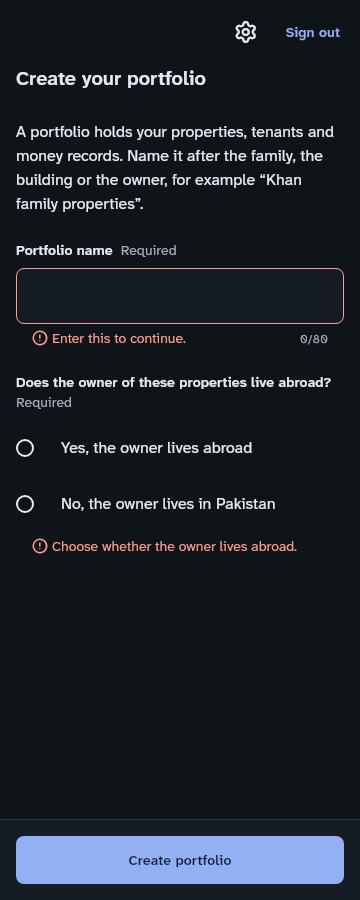 Sign out
Create your portfolio
A portfolio holds your properties, tenants and
money records. Name it after the family, the
building or the owner, for example “Khan
family properties”.
Portfolio name Required
Enter this to continue. 0/80
Does the owner of these properties live abroad?
Required
Yes, the owner lives abroad
No, the owner lives in Pakistan
Choose whether the owner lives abroad.
Create portfolio